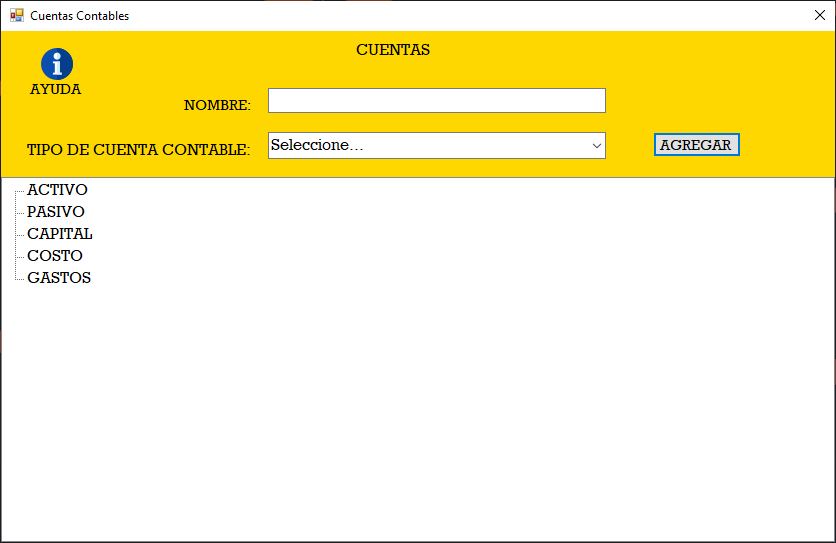 Cuentas Contables
CUENTAS
AYUDA
NOMBRE:
TIPO DE CUENTA CONTABLE:
Seleccione...
AGREGAR
ACTIVO
PASIVO
CAPITAL
COSTO
GASTOS